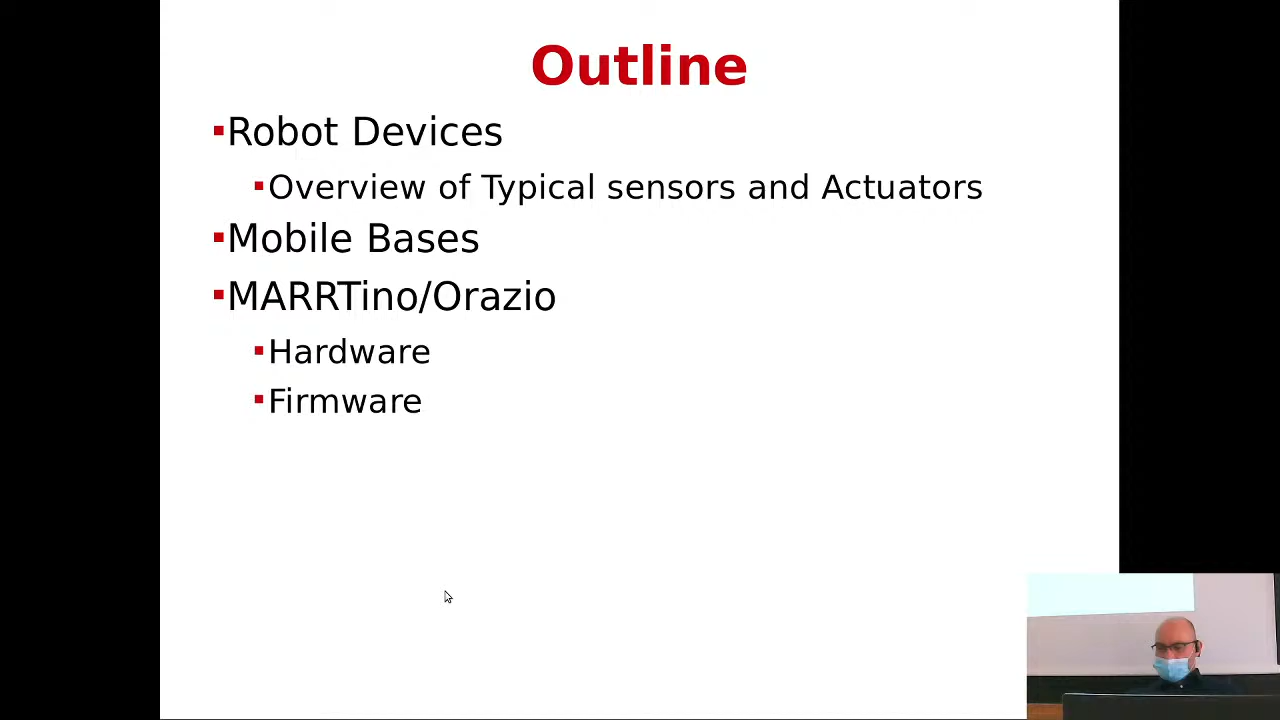 Outline
▪Robot Devices
▪Overview of Typical sensors and Actuators
▪Mobile Bases
▪MARRTino/Orazio
▪Hardware
▪Firmware